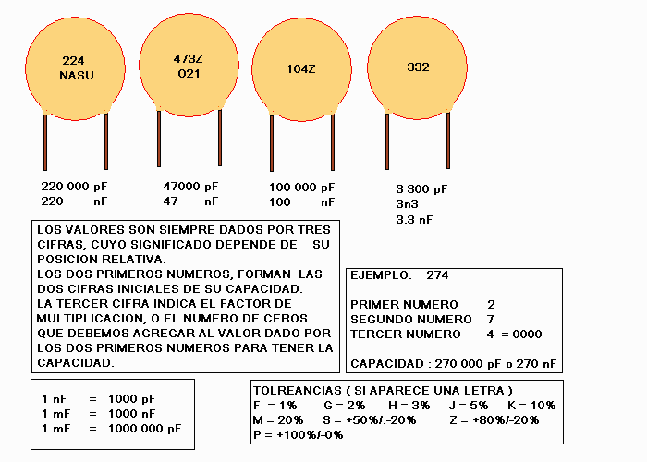 224
NASU
473Z
O21
104Z
332
220 000 pF
220 nF
47000 pF
47 nF
100 000 pF
100 nF
3 300 pF
3n3
3.3 nF
LOS VALORES SON SIEMPRE DADOS POR TRES
CIFRAS, CUYO SIGNIFICADO DEPENDE DE SU
POSICION RELATIVA.
LOS DOS PRIMEROS NUMEROS, FORMAN LAS
DOS CIFRAS INICIALES DE SU CAPACIDAD.
LA TERCER CIFRA INDICA EL FACTOR DE
MULTIPLICACION, O EL NUMERO DE CEROS
QUE DEBEMOS AGREGAR AL VALOR DADO POR
LOS DOS PRIMEROS NUMEROS PARA TENER LA
CAPACIDAD.
EJEMPLO. 274
PRIMER NUMERO 2
SEGUNDO NUMERO 7
TERCER NUMERO 4 = 0000
CAPACIDAD : 270 000 pF o 270 nF
1 nF = 1000 pF
1 mF = 1000 nF
1 mF = 1000 000 pF
TOLREANCIAS ( SI APARECE UNA LETRA )
F = 1% G = 2% H = 3% J = 5% K = 10%
M = 20% S = +50%/-20% Z = +80%/-20%
P = +100%/-0%